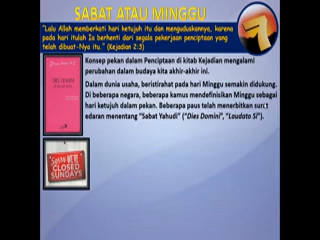 SABAT ATAU MINGGU
"Lalu Allah memberkati hari ketujuh itu dan menguduskannya, karena
pada hari itulah Ia berhenti dari segala pekerjaan penciptaan yang
telah dibuat-Nya itu." (Kejadian 2:3)
7
Konsep pekan dalam Penciptaan di kitab Kejadian mengalami
perubahan dalam budaya kita akhir-akhir ini.
DIES DOMINI
Dalam dunia usaha, beristirahat pada hari Minggu semakin didukung.
Di beberapa negara, beberapa kamus mendefinisikan Minggu sebagai
hari ketujuh dalam pekan. Beberapa paus telah menerbitkan surat
edaran menentang "Sabat Yahudi" ("Dies Domini", "Laudato Si").
CLOSED
SUNDAYS